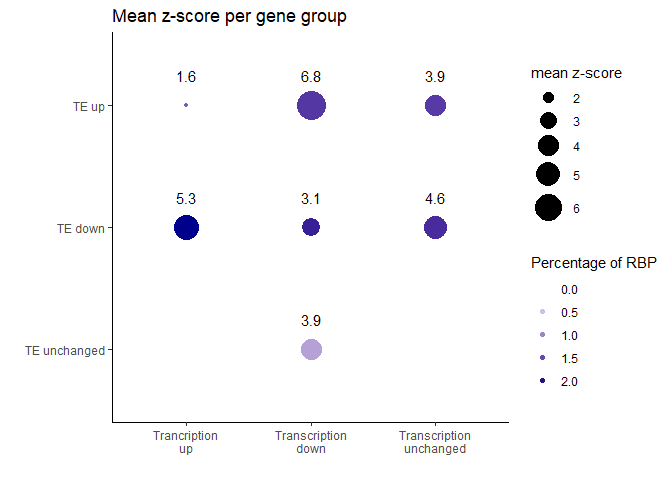 Mean z-score per gene group
1.6
6.8
3.9
TE up
5.3
3.1
4.6
TE down
3.9
TE unchanged
Trancription
up
Transcription
down
Transcription
unchanged
mean z-score
2
3
4
5
6
Percentage of RBP
0.0
0.5
1.0
1.5
2.0